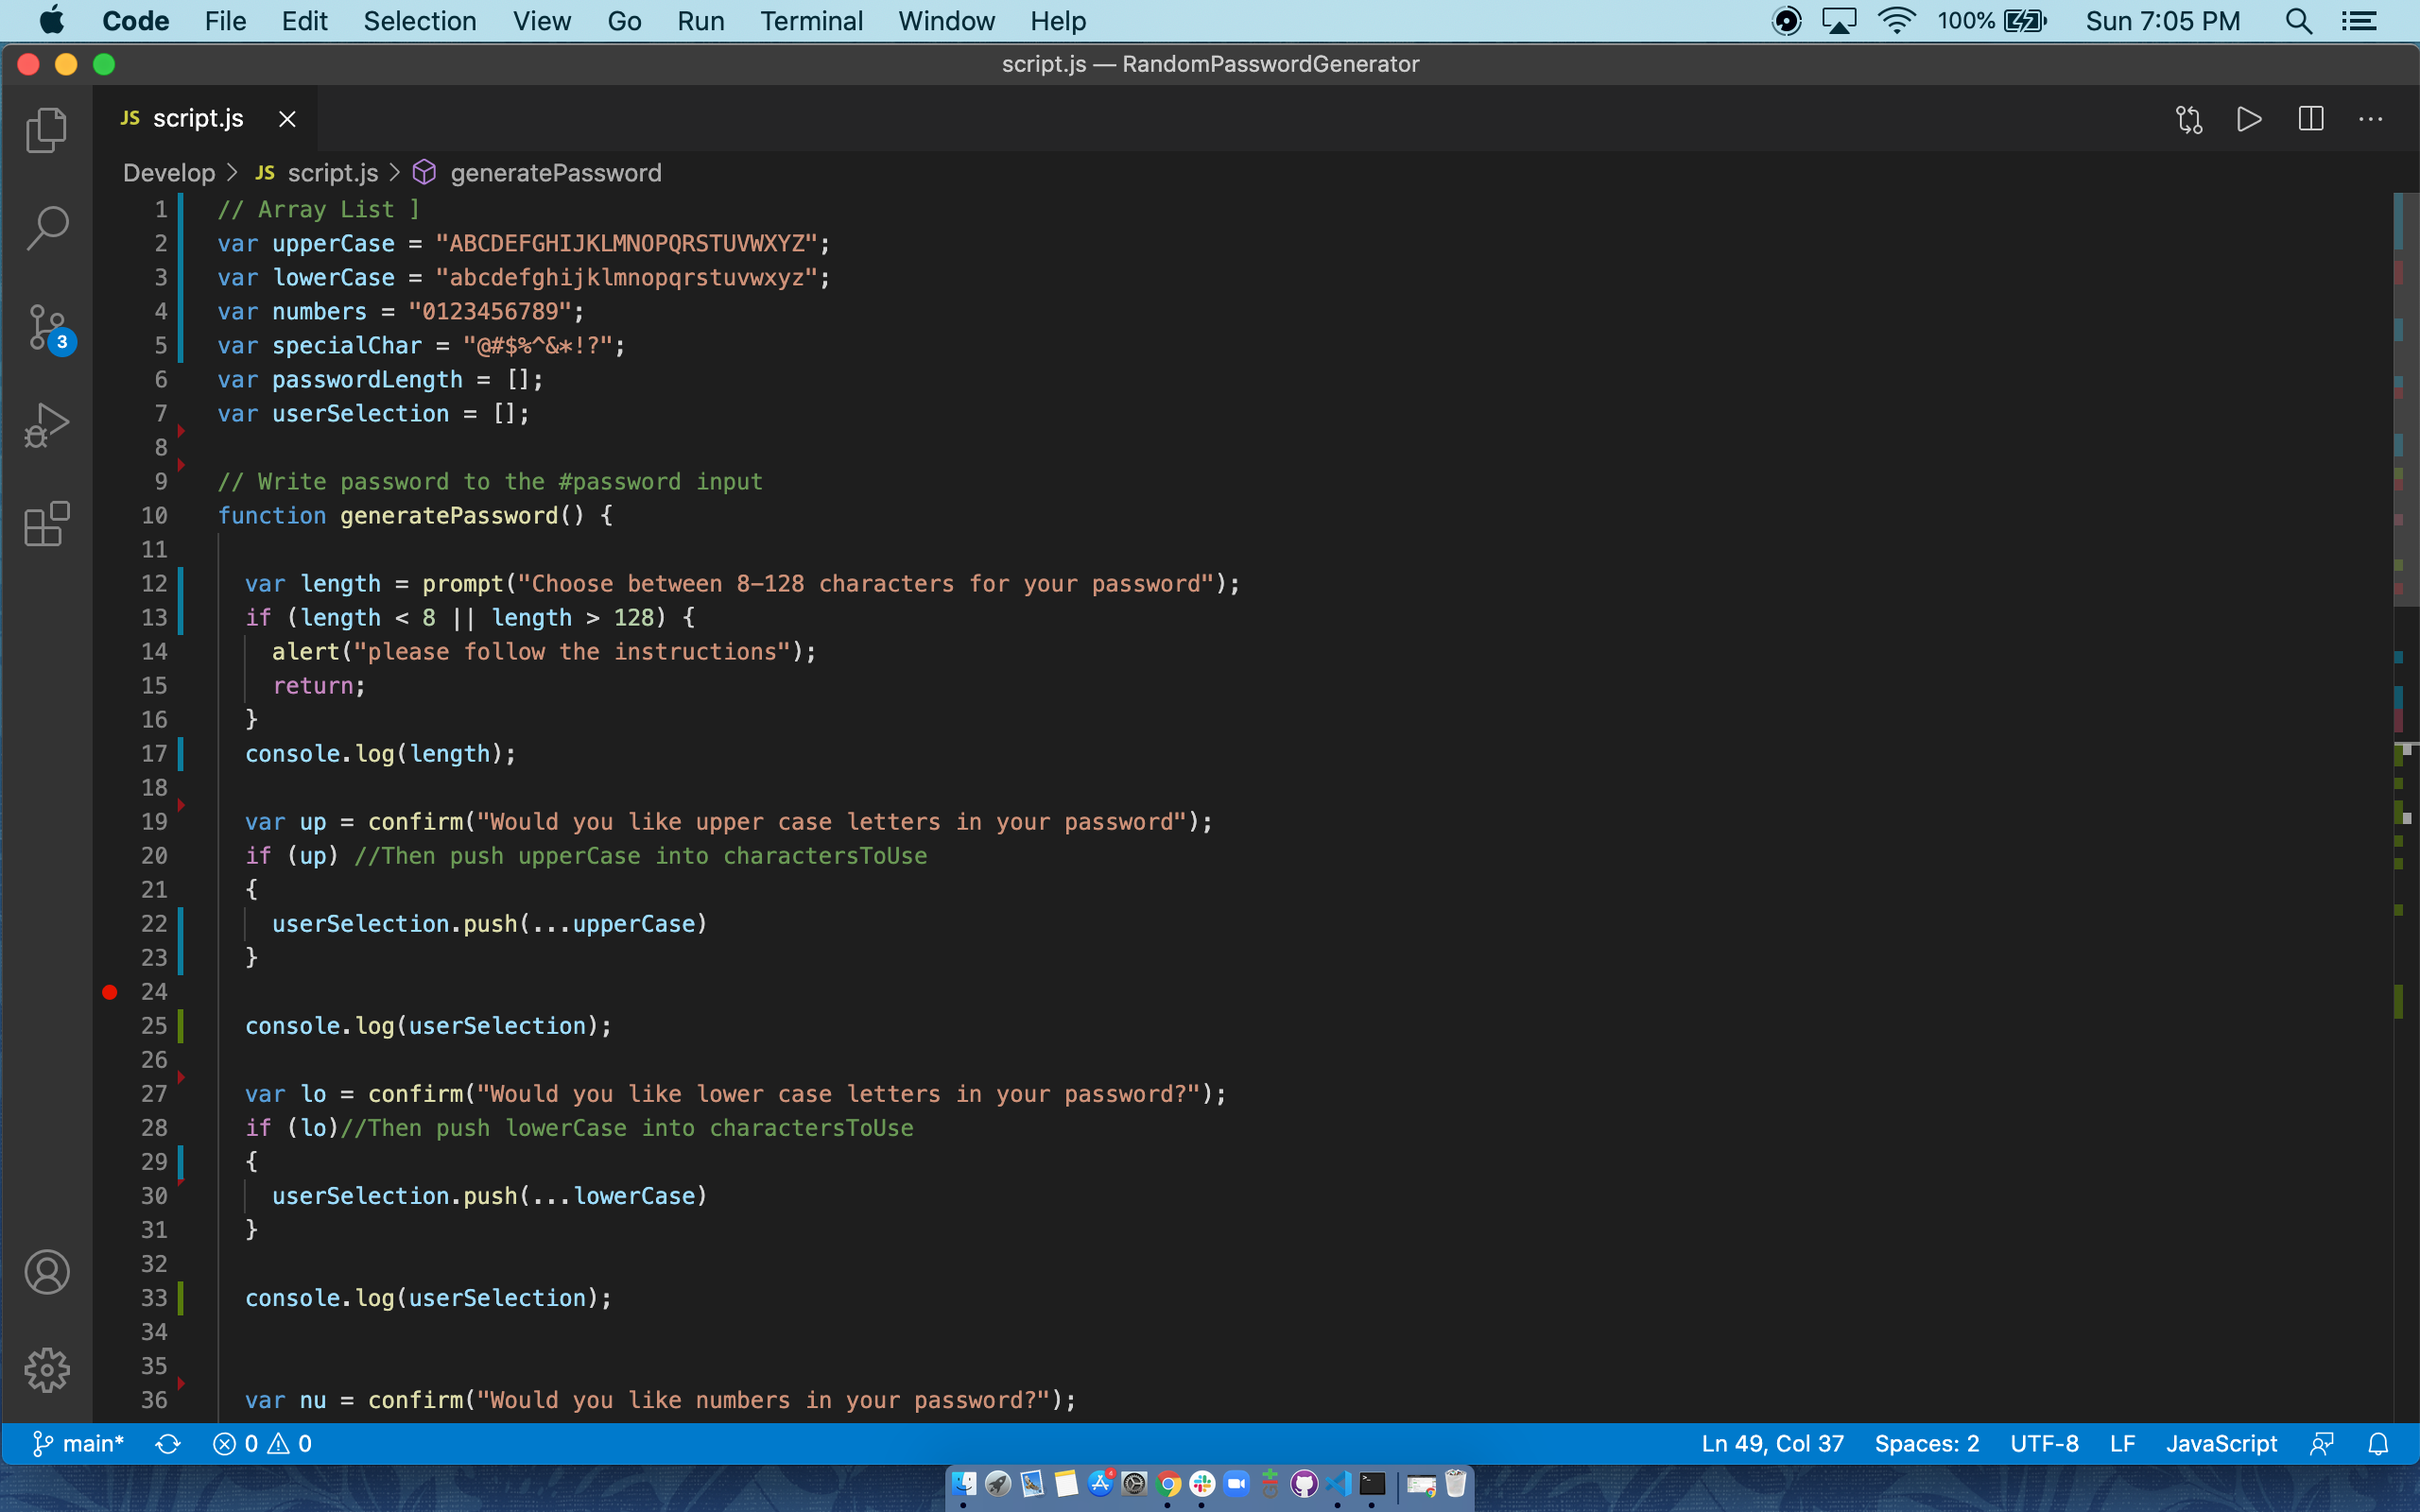 Code File Edit Selection View Go Run Terminal Window Help 100% Sun 7:05 PM
script.js — RandomPasswordGenerator
JS script.js
Develop > JS script.js > generatePassword
1 // Array List ]
2 var upperCase = "ABCDEFGHIJKLMNOPQRSTUVWXYZ";
3 var lowerCase = "abcdefghijklmnopqrstuvwxyz";
4 var numbers = "0123456789";
5 var specialChar = "@#$%^&*!?";
6 var passwordLength = [];
7 var userSelection = [];
8
9 // Write password to the #password input
10 function generatePassword() {
11
12 var length = prompt("Choose between 8-128 characters for your password");
13 if (length < 8 || length > 128) {
14 alert("please follow the instructions");
15 return;
16 }
17 console.log(length);
18
19 var up = confirm("Would you like upper case letters in your password");
20 if (up) //Then push upperCase into charactersToUse
21 {
22 userSelection.push(...upperCase)
23 }
24
25 console.log(userSelection);
26
27 var lo = confirm("Would you like lower case letters in your password?");
28 if (lo)//Then push lowerCase into charactersToUse
29 {
30 userSelection.push(...lowerCase)
31 }
32
33 console.log(userSelection);
34
35
36 var nu = confirm("Would you like numbers in your password?");
3
main* 0 0 Ln 49, Col 37 Spaces: 2 UTF-8 LF JavaScript